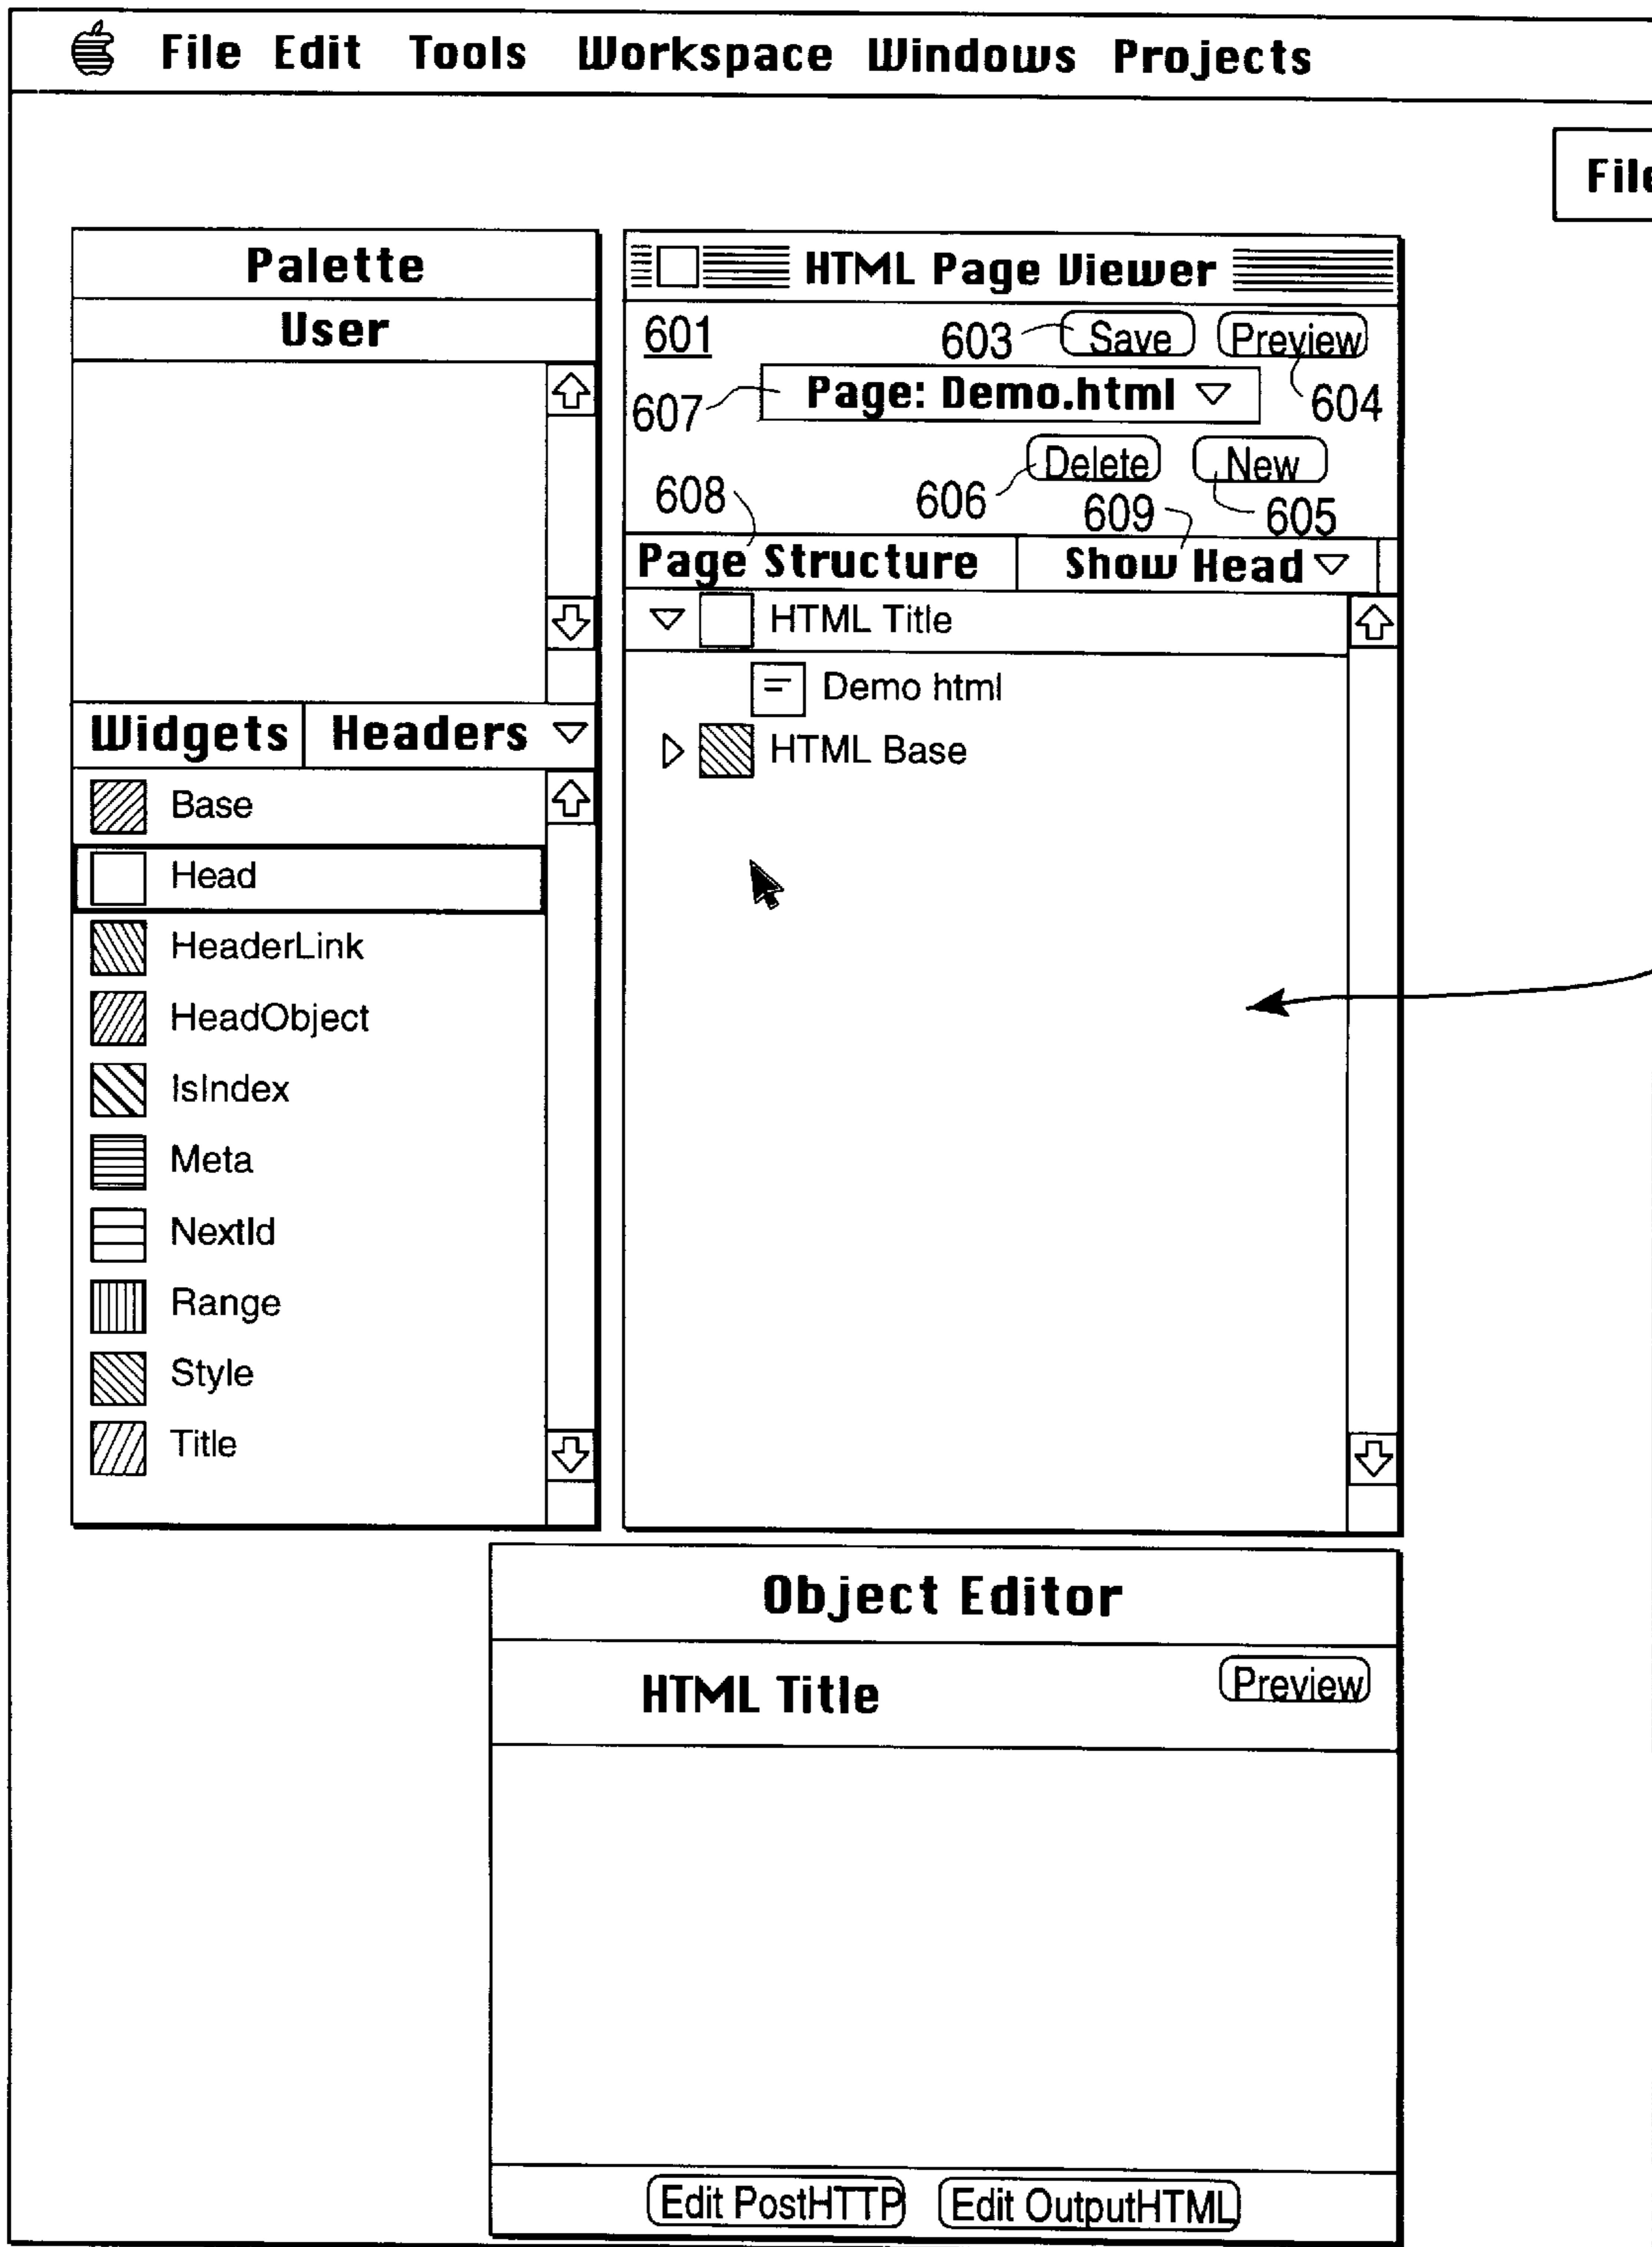 File Edit Tools Workspace Windows Projects
File
Palette
User
Widgets Headers
Base
Head
HeaderLink
HeadObject
IsIndex
Meta
NextId
Range
Style
Title
HTML Page Viewer
601 603 Save Preview
607 Page: Demo.html 604
Delete New
608 606 609 605
Page Structure Show Head
HTML Title
Demo html
HTML Base
Object Editor
HTML Title Preview
Edit PostHTTP Edit OutputHTML